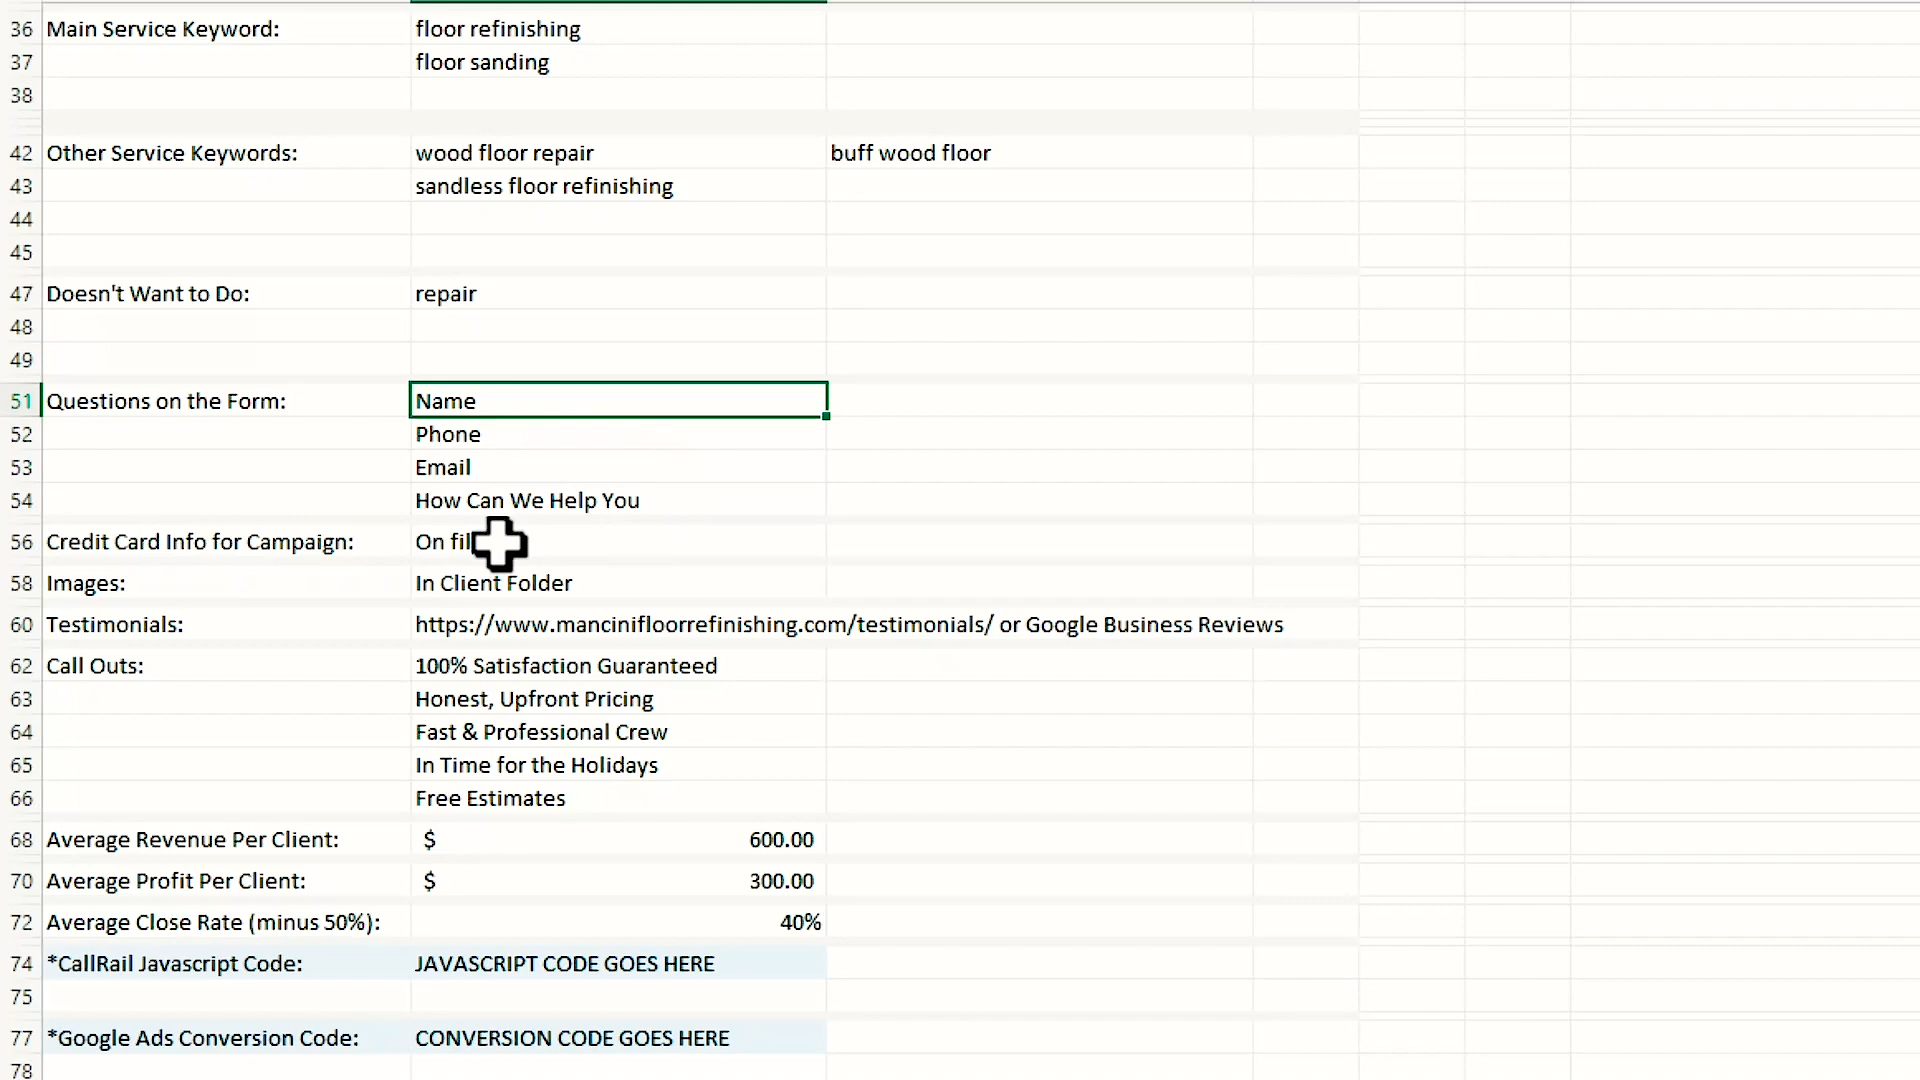 36 Main Service Keyword: floor refinishing
37 floor sanding
38
42 Other Service Keywords: wood floor repair buff wood floor
43 sandless floor refinishing
44
45
47 Doesn't Want to Do: repair
48
49
51 Questions on the Form: Name
52 Phone
53 Email
54 How Can We Help You
56 Credit Card Info for Campaign: On
58 Images: In Client Folder
60 Testimonials: https://www.mancinifloorrefinishing.com/testimonials/ or Google Business Reviews
62 Call Outs: 100% Satisfaction Guaranteed
63 Honest, Upfront Pricing
64 Fast & Professional Crew
65 In Time for the Holidays
66 Free Estimates
68 Average Revenue Per Client: $ 600.00
70 Average Profit Per Client: $ 300.00
72 Average Close Rate (minus 50%): 40%
74 *CallRail Javascript Code: JAVASCRIPT CODE GOES HERE
75
77 *Google Ads Conversion Code: CONVERSION CODE GOES HERE
78